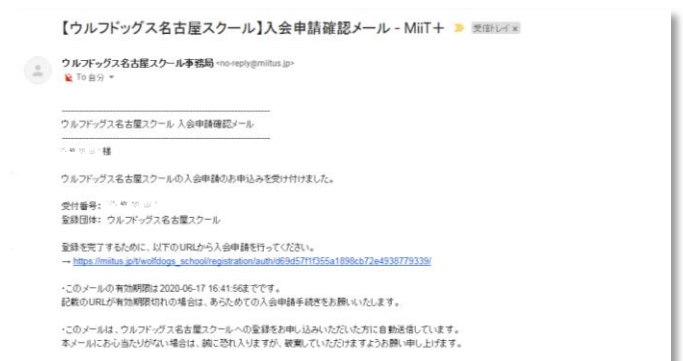 【ウルフドッグス名古屋スクール】入会申請確認メール - MiiT+ 受信トレイ x
ウルフドッグス名古屋スクール事務局 <no-reply@miitus.jp>
To 自分
ウルフドッグス名古屋スクール 入会申請確認メール
様
ウルフドッグス名古屋スクールの入会申請のお申込みを受け付けました。
受付番号:
登録団体: ウルフドッグス名古屋スクール
登録を完了するために、以下のURLから入会申請を行ってください。
→ https://miitus.jp/t/wolfdogs_school/registration/auth/d69d57f1f355a1898cb72e4938779339/
・このメールの有効期限は2020-06-17 16:41:56までです。
記載のURLが有効期限切れの場合は、あらためての入会申請手続きをお願いいたします。
・このメールは、ウルフドッグス名古屋スクールへの登録をお申し込みいただいた方に自動送信しています。
本メールにお心当たりがない場合は、誠に恐れ入りますが、破棄していただけますようお願い申し上げます。